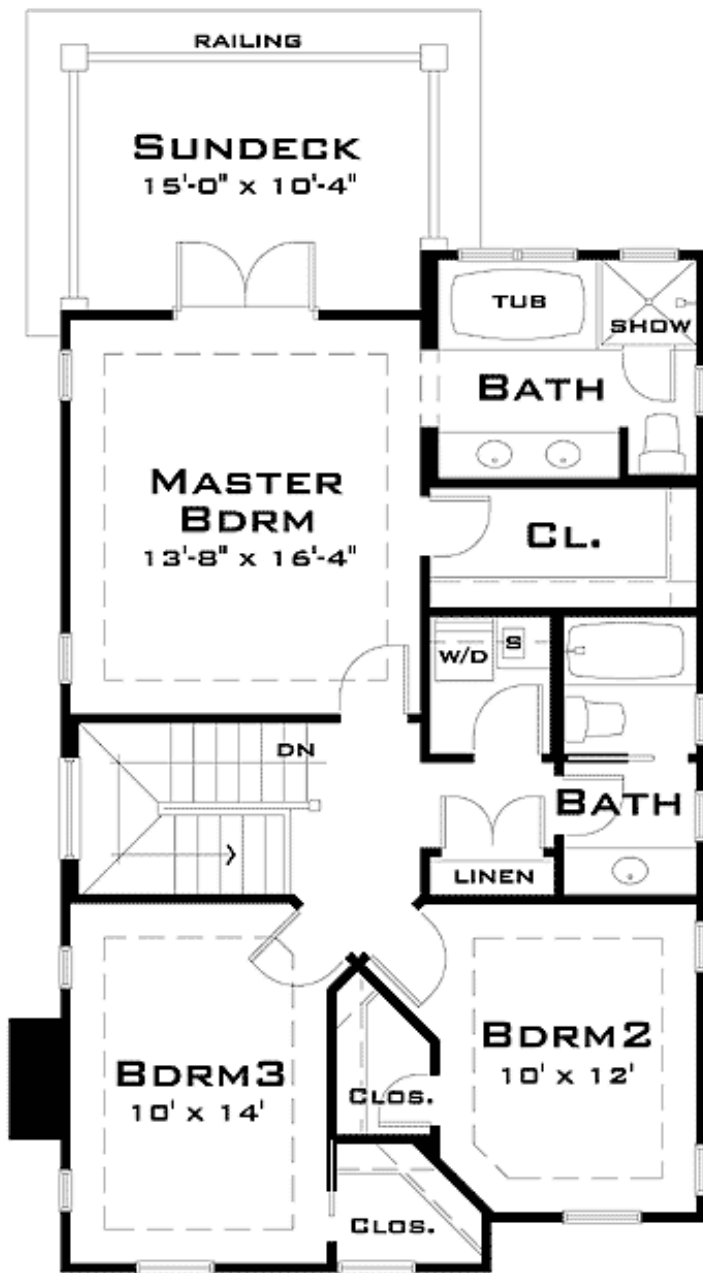 RAILING
SUNDECK
15'-0" x 10'-4"
TUB
SHOW
BATH
MASTER
BDRM
13'-8" x 16'-4"
CL.
W/D
S
DN
BATH
LINEN
BDRM2
10' x 12'
BDRM3
10' x 14'
CLOS.
CLOS.